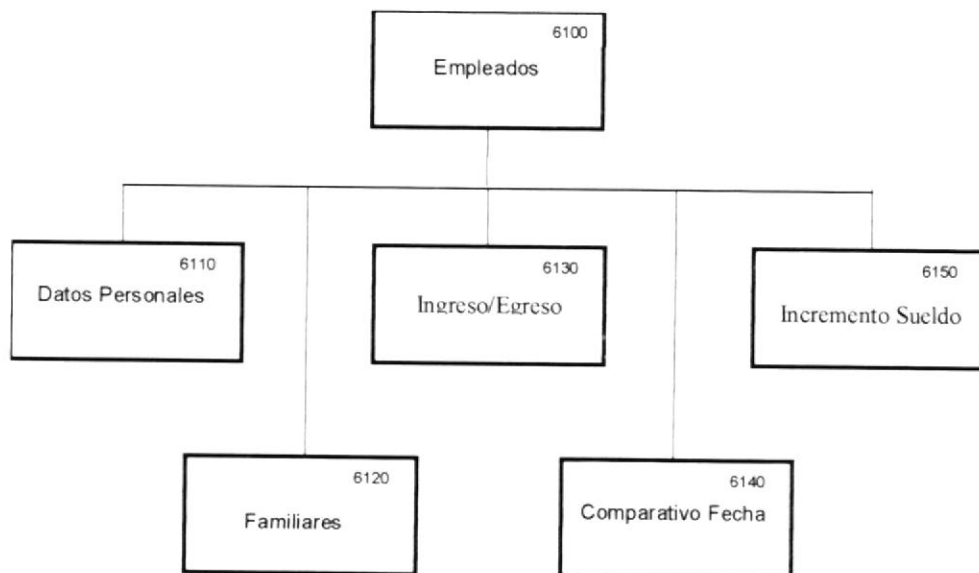 6100
Empleados
6110
Datos Personales
6130
Ingreso/Egreso
6150
Incremento Sueldo
6120
Familiares
6140
Comparativo Fecha